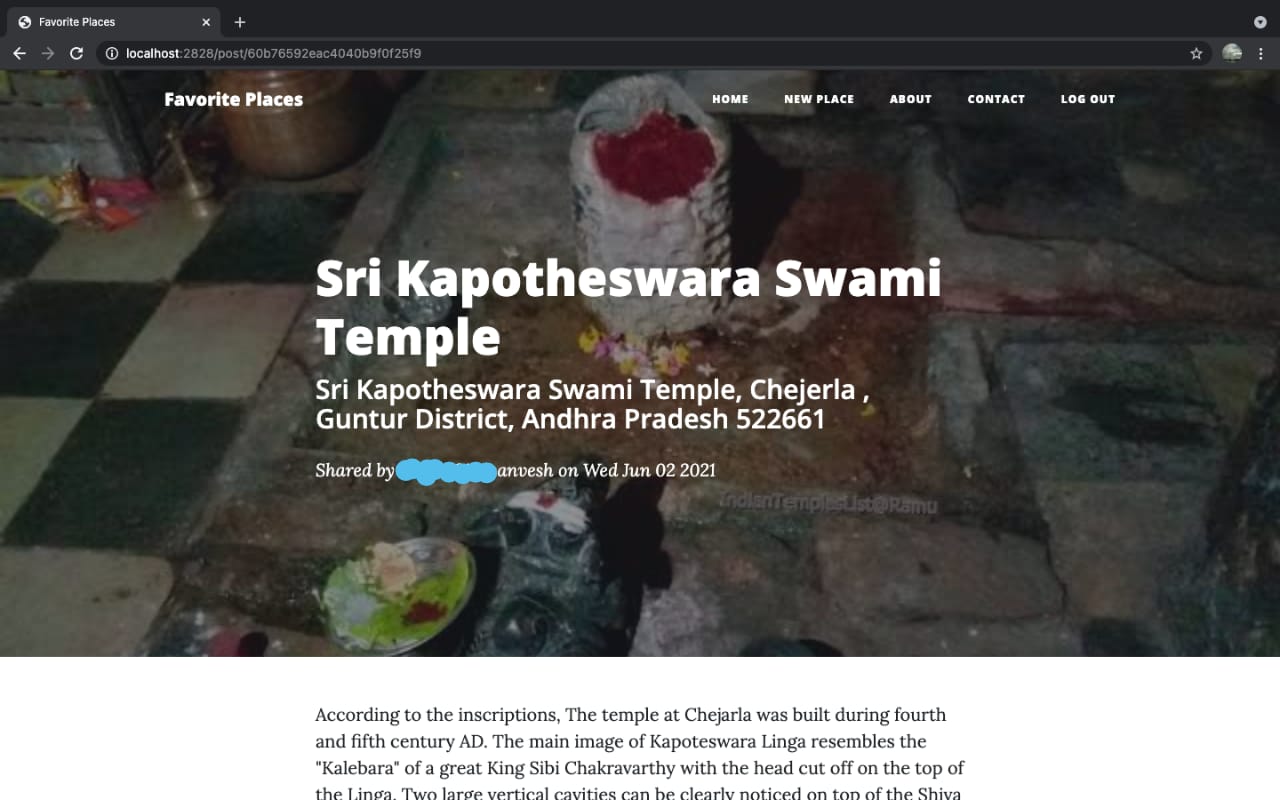 Favorite Places
localhost:2828/post/60b76592eac4040b9f0f25f9
Favorite Places HOME NEW PLACE ABOUT CONTACT LOG OUT
Sri Kapotheswara Swami
Temple
Sri Kapotheswara Swami Temple, Chejerla ,
Guntur District, Andhra Pradesh 522661
Shared by anvesh on Wed Jun 02 2021
IndianTemplesList@Ramu
According to the inscriptions, The temple at Chejarla was built during fourth
and fifth century AD. The main image of Kapoteswara Linga resembles the
"Kalebara" of a great King Sibi Chakravarthy with the head cut off on the top of
the Linga. Two large vertical cavities can be clearly noticed on top of the Shiva